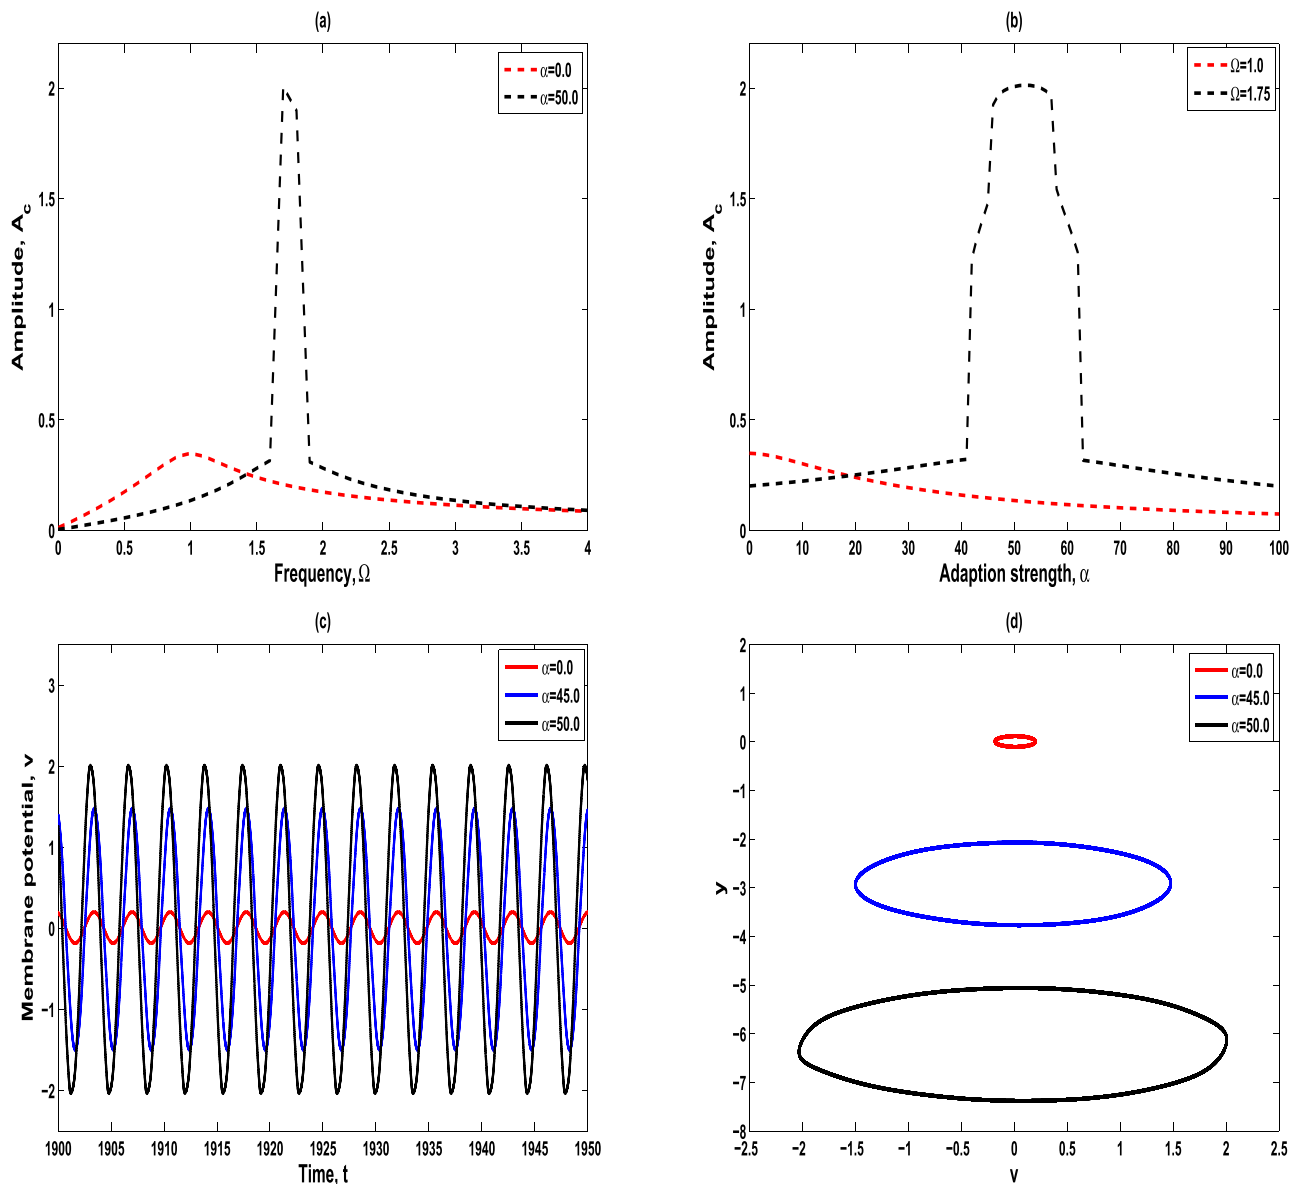 (a)
2
1.5
1
0.5
0
0 0.5 1 1.5 2 2.5 3 3.5 4
Amplitude, A_c
Frequency, Ω
α=0.0
α=50.0
(b)
2
1.5
1
0.5
0
0 10 20 30 40 50 60 70 80 90 100
Amplitude, A_c
Adaption strength, α
Ω=1.0
Ω=1.75
(c)
3
2
1
0
−1
−2
1900 1905 1910 1915 1920 1925 1930 1935 1940 1945 1950
Membrane potential, v
Time, t
α=0.0
α=45.0
α=50.0
(d)
2
1
0
−1
−2
−3
−4
−5
−6
−7
−8
−2.5 −2 −1.5 −1 −0.5 0 0.5 1 1.5 2 2.5
y
v
α=0.0
α=45.0
α=50.0